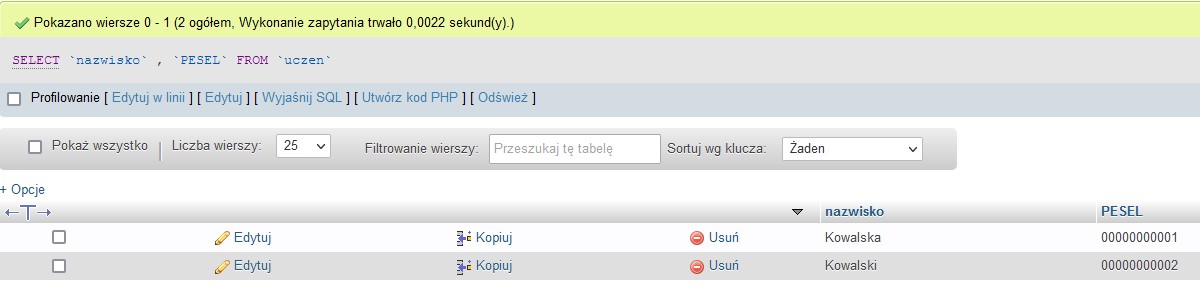 Pokazano wiersze 0 - 1 (2 ogółem, Wykonanie zapytania trwało 0,0022 sekund(y).)
SELECT `nazwisko` , `PESEL` FROM `uczen`
Profilowanie [ Edytuj w linii ] [ Edytuj ] [ Wyjaśnij SQL ] [ Utwórz kod PHP ] [ Odśwież ]
Pokaż wszystko | Liczba wierszy: 25 Filtrowanie wierszy: Przeszukaj tę tabelę Sortuj wg klucza: Żaden
+ Opcje
←T→ nazwisko PESEL
Edytuj Kopiuj Usuń Kowalska 00000000001
Edytuj Kopiuj Usuń Kowalski 00000000002